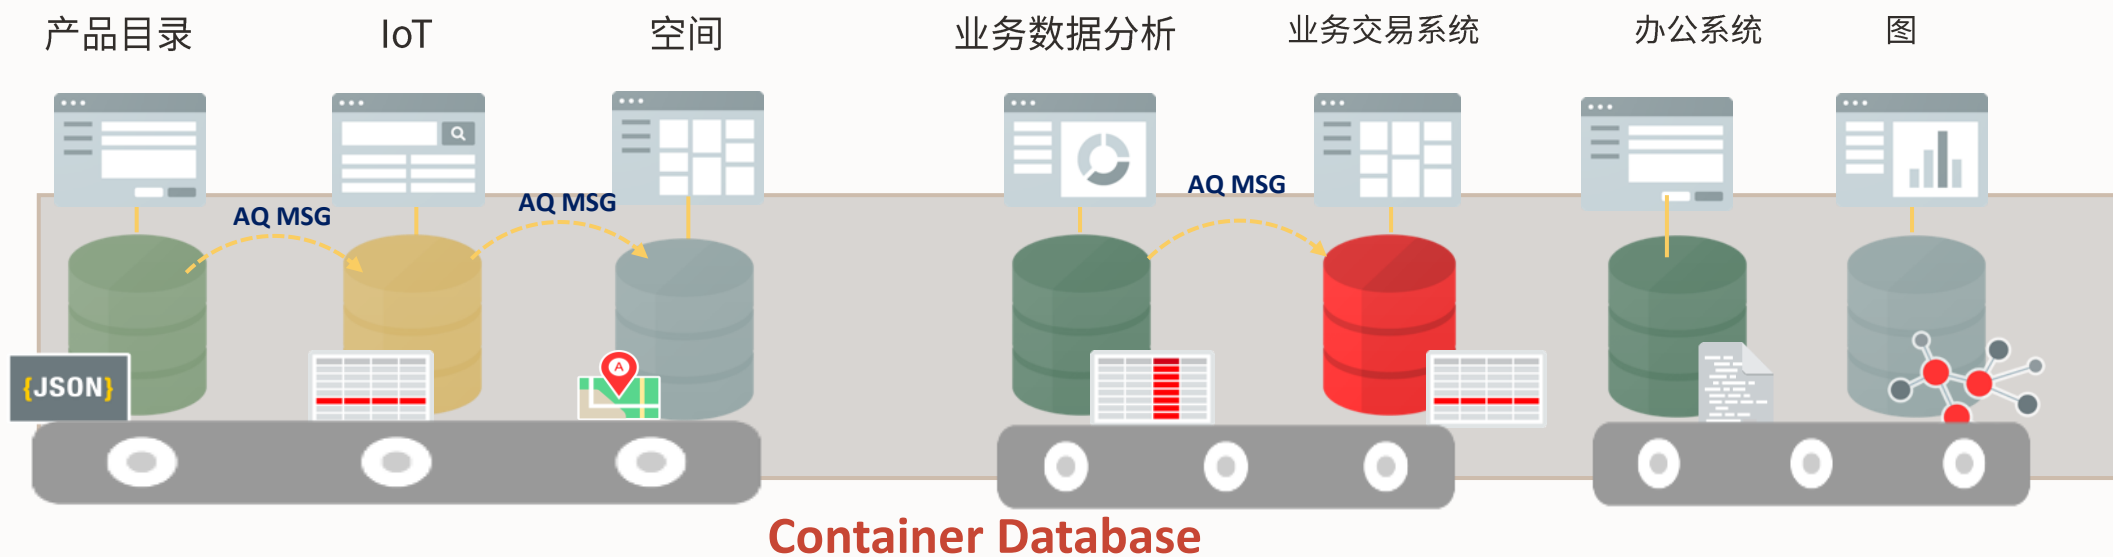 产品目录
IoT
空间
业务数据分析
业务交易系统
办公系统
图
AQ MSG
AQ MSG
AQ MSG
{JSON}
A
Container Database